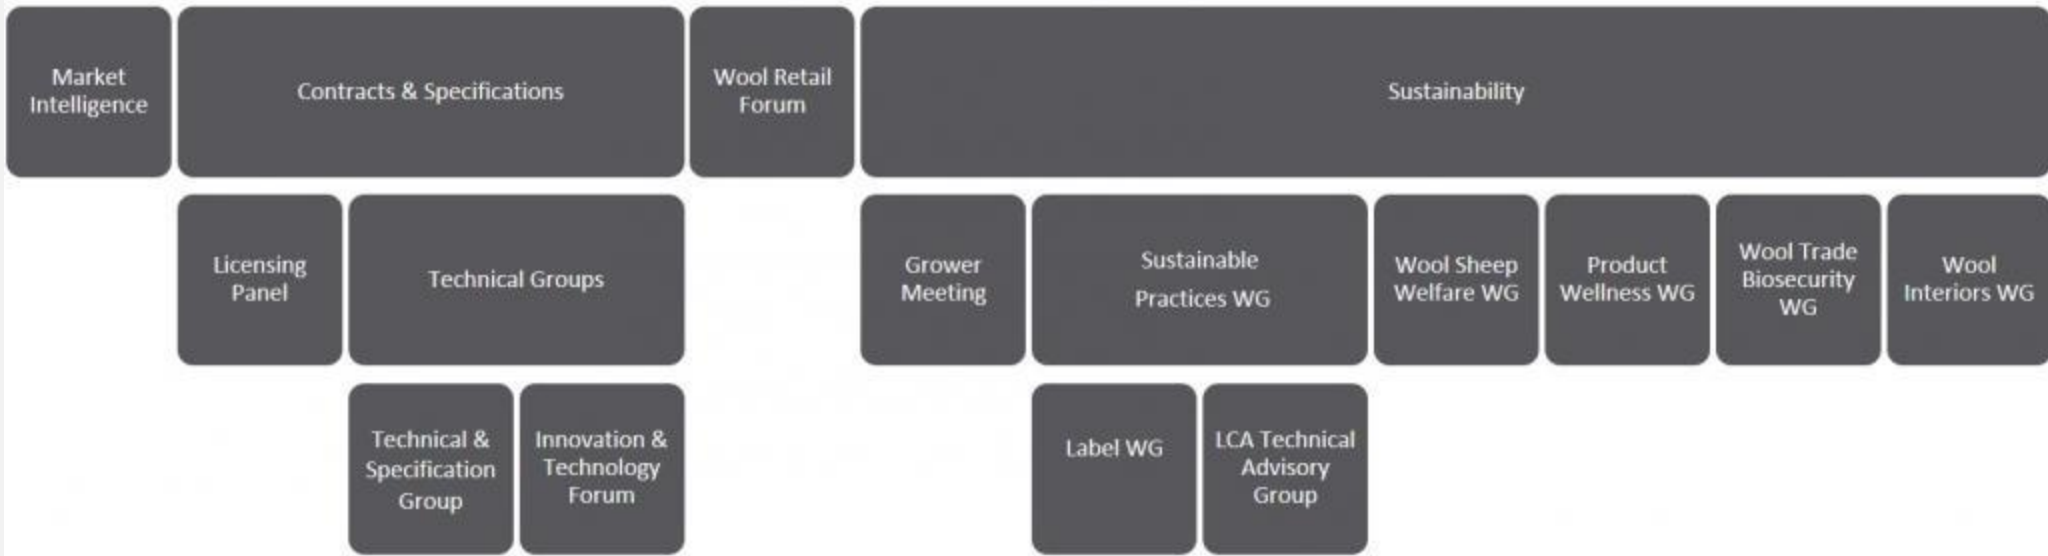 Market
Intelligence
Contracts & Specifications
Wool Retail
Forum
Sustainability
Licensing
Panel
Technical Groups
Grower
Meeting
Sustainable
Practices WG
Wool Sheep
Welfare WG
Product
Wellness WG
Wool Trade
Biosecurity
WG
Wool
Interiors WG
Technical &
Specification
Group
Innovation &
Technology
Forum
Label WG
LCA Technical
Advisory
Group